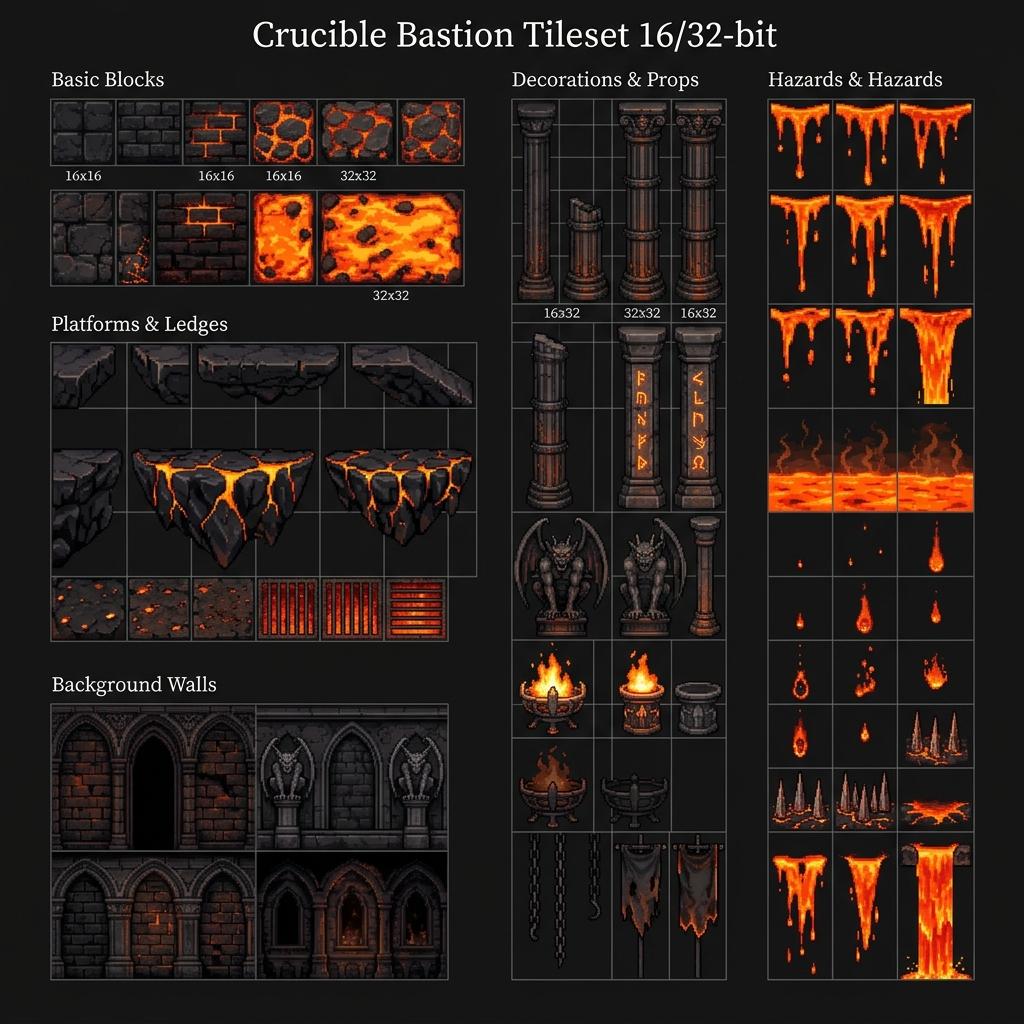 Crucible Bastion Tileset 16/32-bit
Basic Blocks
16x16
16x16
16x16
32x32
32x32
Platforms & Ledges
Background Walls
Decorations & Props
16x32
32x32
16x32
Hazards & Hazards